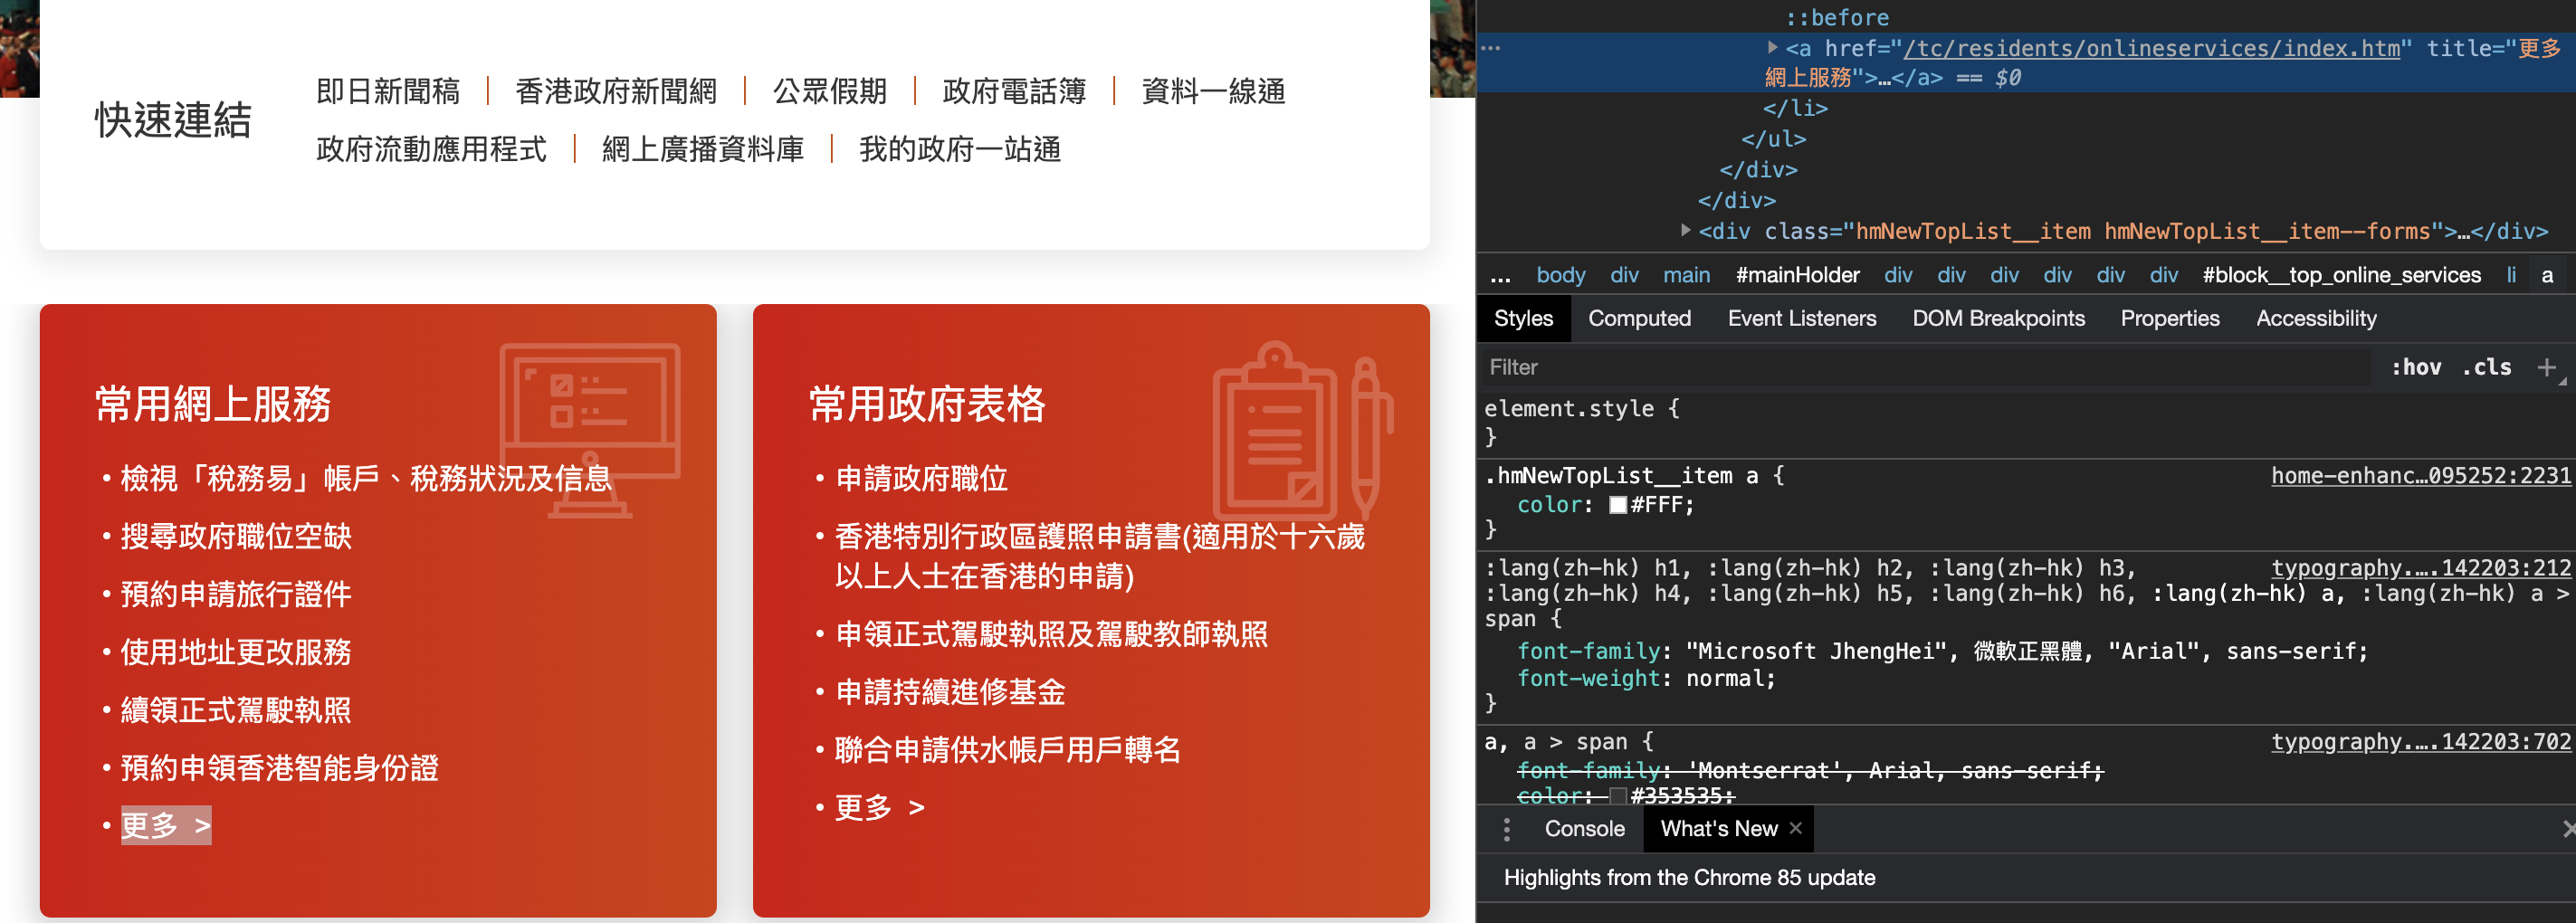 快速連結
即日新聞稿 | 香港政府新聞網 | 公眾假期 | 政府電話簿 | 資料一線通
政府流動應用程式 | 網上廣播資料庫 | 我的政府一站通
常用網上服務
•檢視「稅務易」帳戶、稅務狀況及信息
•搜尋政府職位空缺
•預約申請旅行證件
•使用地址更改服務
•續領正式駕駛執照
•預約申領香港智能身份證
•更多 >
常用政府表格
•申請政府職位
•香港特別行政區護照申請書(適用於十六歲
以上人士在香港的申請)
•申領正式駕駛執照及駕駛教師執照
•申請持續進修基金
•聯合申請供水帳戶用戶轉名
•更多 >
::before
… <a href="/tc/residents/onlineservices/index.htm" title="更多
網上服務">…</a> == $0
</li>
</ul>
</div>
</div>
<div class="hmNewTopList__item hmNewTopList__item--forms">…</div>
… body div main #mainHolder div div div div div div #block__top_online_services li a
Styles Computed Event Listeners DOM Breakpoints Properties Accessibility
Filter :hov .cls +
element.style {
}
.hmNewTopList__item a { home-enhanc…095252:2231
color: #FFF;
}
:lang(zh-hk) h1, :lang(zh-hk) h2, :lang(zh-hk) h3, typography.….142203:212
:lang(zh-hk) h4, :lang(zh-hk) h5, :lang(zh-hk) h6, :lang(zh-hk) a, :lang(zh-hk) a >
span {
font-family: "Microsoft JhengHei", 微軟正黑體, "Arial", sans-serif;
font-weight: normal;
}
a, a > span { typography.….142203:702
font-family: 'Montserrat', Arial, sans-serif;
color: #353535;
Console What's New ×
Highlights from the Chrome 85 update